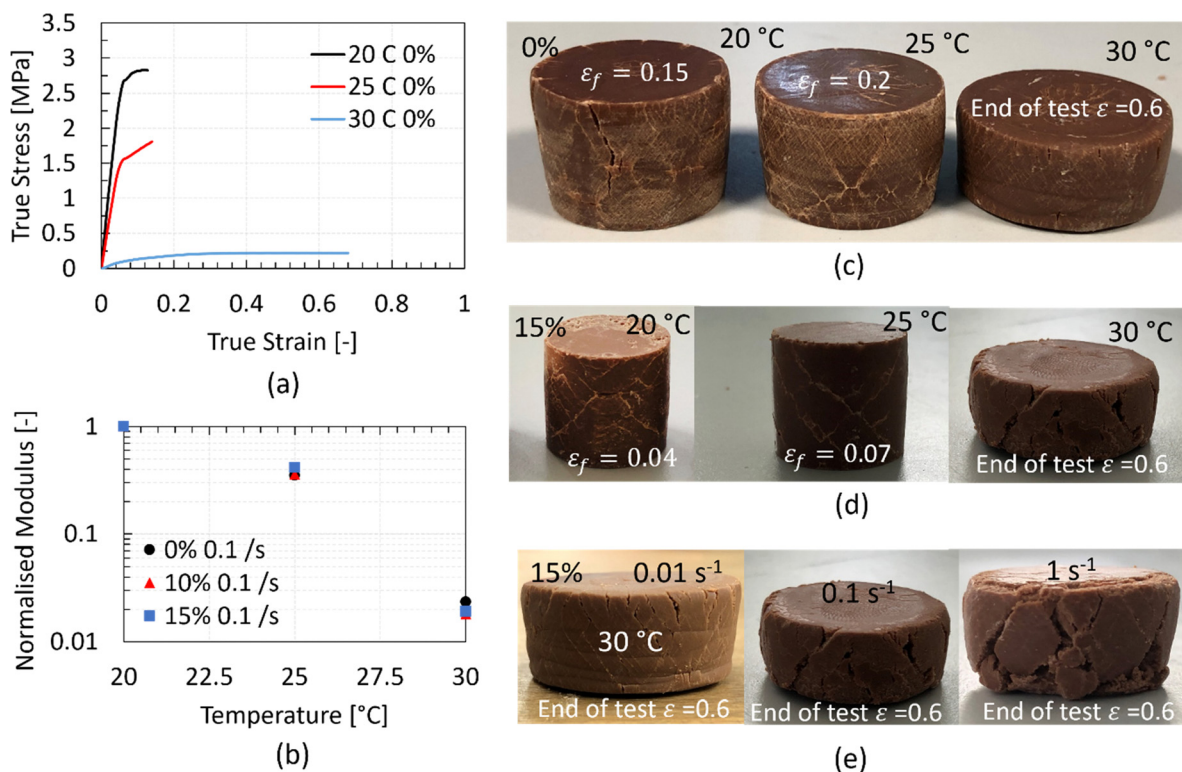 3.5
3
2.5
2
1.5
1
0.5
0
True Stress [MPa]
20 C 0%
25 C 0%
30 C 0%
0 0.2 0.4 0.6 0.8 1
True Strain [-]
(a)
1
0.1
0.01
Normalised Modulus [-]
0% 0.1 /s
10% 0.1 /s
15% 0.1 /s
20 22.5 25 27.5 30
Temperature [°C]
(b)
0% 20 °C 25 °C 30 °C
ε_f = 0.15 ε_f = 0.2 End of test ε =0.6
(c)
15% 20 °C 25 °C 30 °C
ε_f = 0.04 ε_f = 0.07 End of test ε =0.6
(d)
15% 0.01 s⁻¹ 0.1 s⁻¹ 1 s⁻¹
30 °C
End of test ε =0.6 End of test ε =0.6 End of test ε =0.6
(e)